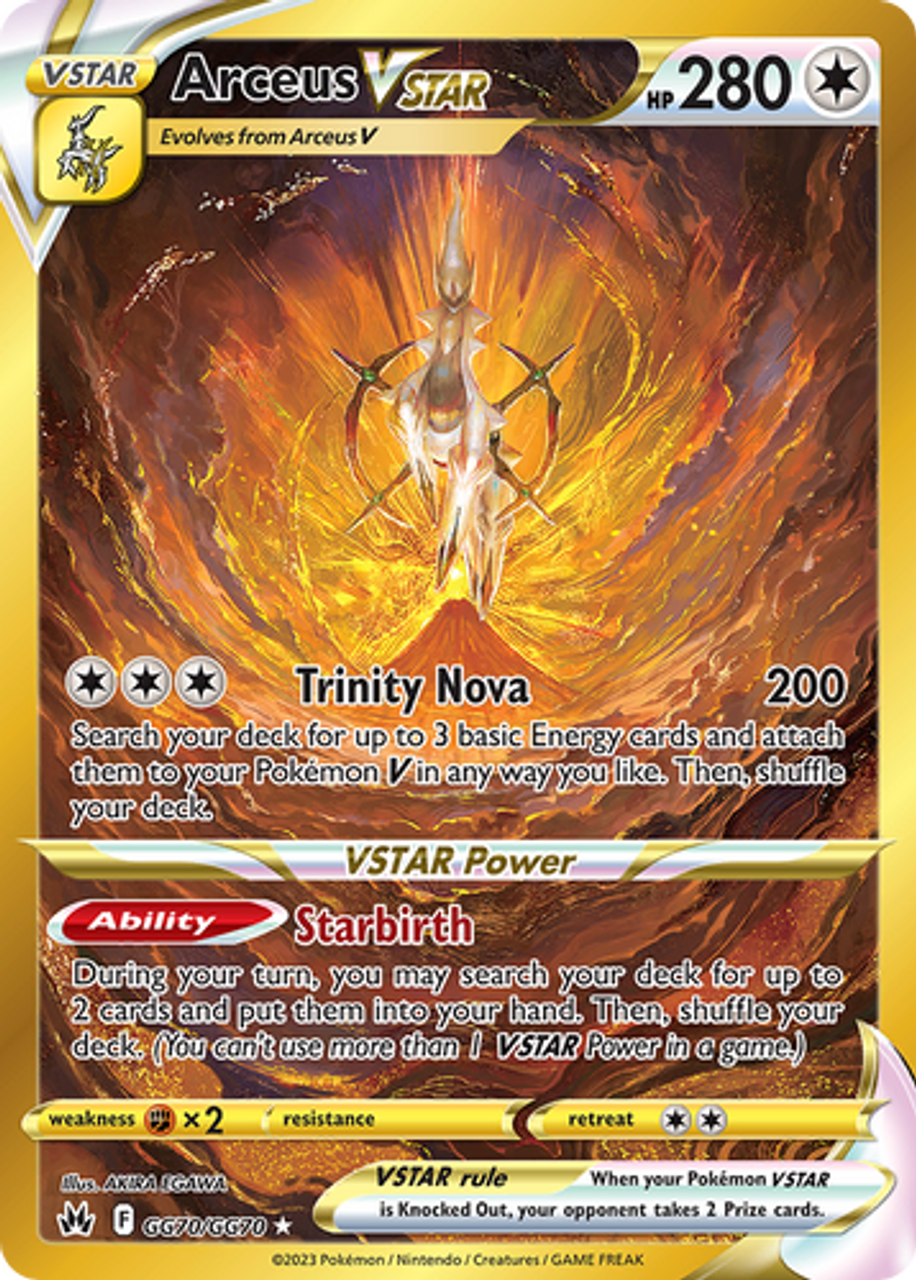 VSTAR
Arceus VSTAR
HP 280
Evolves from Arceus V
Trinity Nova 200
Search your deck for up to 3 basic Energy cards and attach
them to your Pokémon V in any way you like. Then, shuffle
your deck.
VSTAR Power
Ability Starbirth
During your turn, you may search your deck for up to
2 cards and put them into your hand. Then, shuffle your
deck. (You can't use more than 1 VSTAR Power in a game.)
weakness ×2 resistance retreat
Illus. AKIRA EGAWA
VSTAR rule When your Pokémon VSTAR
is Knocked Out, your opponent takes 2 Prize cards.
F GG70/GG70 ★
©2023 Pokémon / Nintendo / Creatures / GAME FREAK